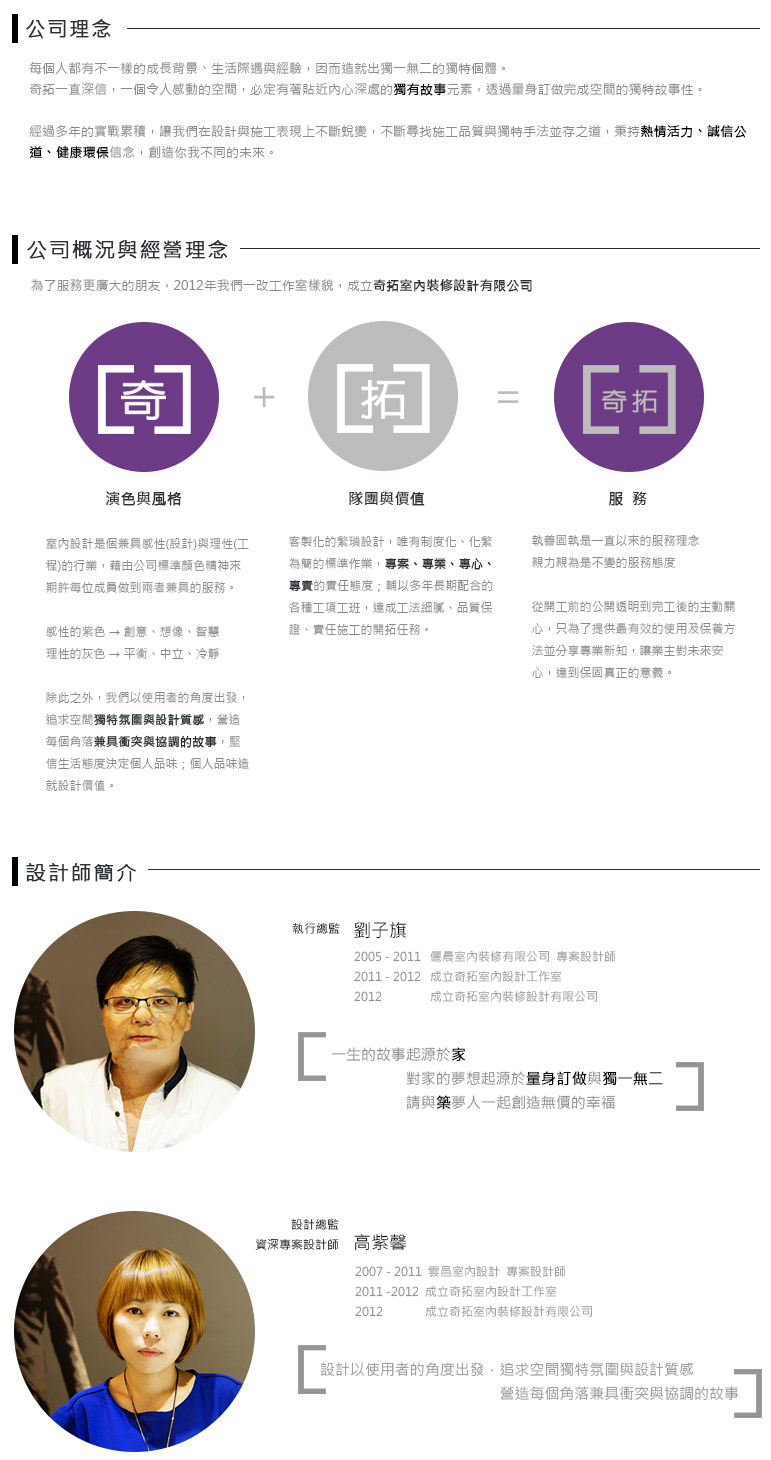 公司理念
每個人都有不一樣的成長背景、生活際遇與經驗，因而造就出獨一無二的獨特個體。
奇拓一直深信，一個令人感動的空間，必定有著貼近內心深處的獨有故事元素，透過量身訂做完成空間的獨特故事性。
經過多年的實戰累積，讓我們在設計與施工表現上不斷蛻變，不斷尋找施工品質與獨特手法並存之道，秉持熱情活力、誠信公
道、健康環保信念，創造你我不同的未來。
公司概況與經營理念
為了服務更廣大的朋友，2012年我們一改工作室樣貌，成立奇拓室內裝修設計有限公司
奇
+
拓
=
奇拓
演色與風格
室內設計是個兼具感性(設計)與理性(工
程)的行業，藉由公司標準顏色精神來
期許每位成員做到兩者兼具的服務。
感性的紫色 → 創意、想像、智慧
理性的灰色 → 平衡、中立、冷靜
除此之外，我們以使用者的角度出發，
追求空間獨特氛圍與設計質感，營造
每個角落兼具衝突與協調的故事，堅
信生活態度決定個人品味；個人品味造
就設計價值。
隊團與價值
客製化的繁瑣設計，唯有制度化、化繁
為簡的標準作業，專案、專業、專心、
專責的責任態度；輔以多年長期配合的
各種工項工班，達成工法細膩、品質保
證、責任施工的開拓任務。
服 務
執善固執是一直以來的服務理念
親力親為是不變的服務態度
從開工前的公開透明到完工後的主動關
心，只為了提供最有效的使用及保養方
法並分享專業新知，讓業主對未來安
心，達到保固真正的意義。
設計師簡介
執行總監 劉子旗
2005 - 2011 儷晨室內裝修有限公司 專案設計師
2011 - 2012 成立奇拓室內設計工作室
2012 成立奇拓室內裝修設計有限公司
一生的故事起源於家
對家的夢想起源於量身訂做與獨一無二
請與築夢人一起創造無價的幸福
設計總監
資深專案設計師 高紫馨
2007 - 2011 雲邑室內設計 專案設計師
2011 -2012 成立奇拓室內設計工作室
2012 成立奇拓室內裝修設計有限公司
設計以使用者的角度出發．追求空間獨特氛圍與設計質感
營造每個角落兼具衝突與協調的故事